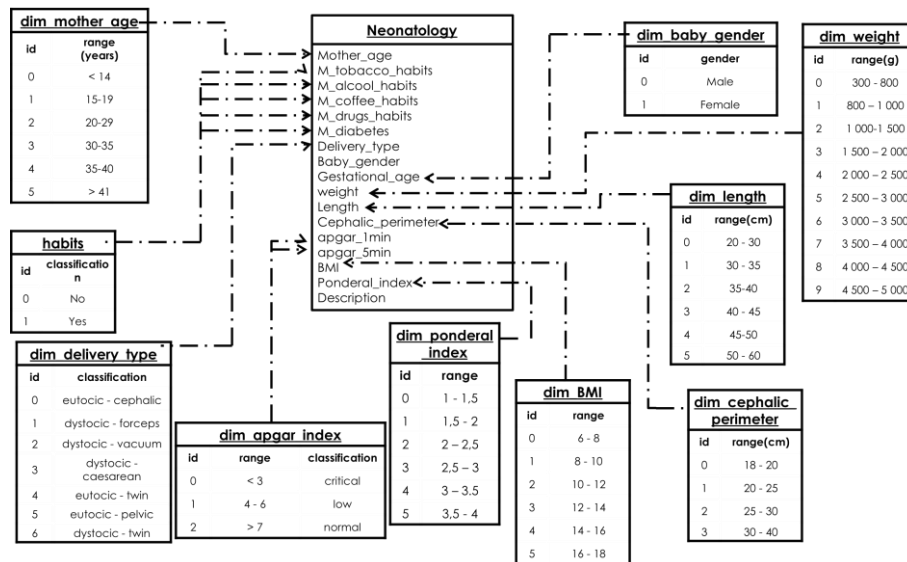 dim_mother_age
id range (years)
0 < 14
1 15-19
2 20-29
3 30-35
4 35-40
5 > 41
habits
id classificatio
n
0 No
1 Yes
dim_delivery_type
id classification
0 eutocic - cephalic
1 dystocic - forceps
2 dystocic - vacuum
3 dystocic - caesarean
4 eutocic - twin
5 eutocic - pelvic
6 dystocic - twin
Neonatology
Mother_age
M_tobacco_habits
M_alcool_habits
M_coffee_habits
M_drugs_habits
M_diabetes
Delivery_type
Baby_gender
Gestational_age
weight
Length
Cephalic_perimeter
apgar_1min
apgar_5min
BMI
Ponderal_index
Description
dim_apgar_index
id range classification
0 < 3 critical
1 4 - 6 low
2 > 7 normal
dim_ponderal
_index
id range
0 1 - 1,5
1 1,5 - 2
2 2 – 2,5
3 2,5 – 3
4 3 – 3.5
5 3,5 - 4
dim_BMI
id range
0 6 - 8
1 8 - 10
2 10 - 12
3 12 - 14
4 14 - 16
5 16 - 18
dim_baby_gender
id gender
0 Male
1 Female
dim_length
id range(cm)
0 20 - 30
1 30 - 35
2 35-40
3 40 - 45
4 45-50
5 50 - 60
dim_cephalic_
perimeter
id range(cm)
0 18 - 20
1 20 - 25
2 25 - 30
3 30 - 40
dim_weight
id range(g)
0 300 - 800
1 800 – 1 000
2 1 000-1 500
3 1 500 – 2 000
4 2 000 – 2 500
5 2 500 – 3 000
6 3 000 – 3 500
7 3 500 – 4 000
8 4 000 – 4 500
9 4 500 – 5 000